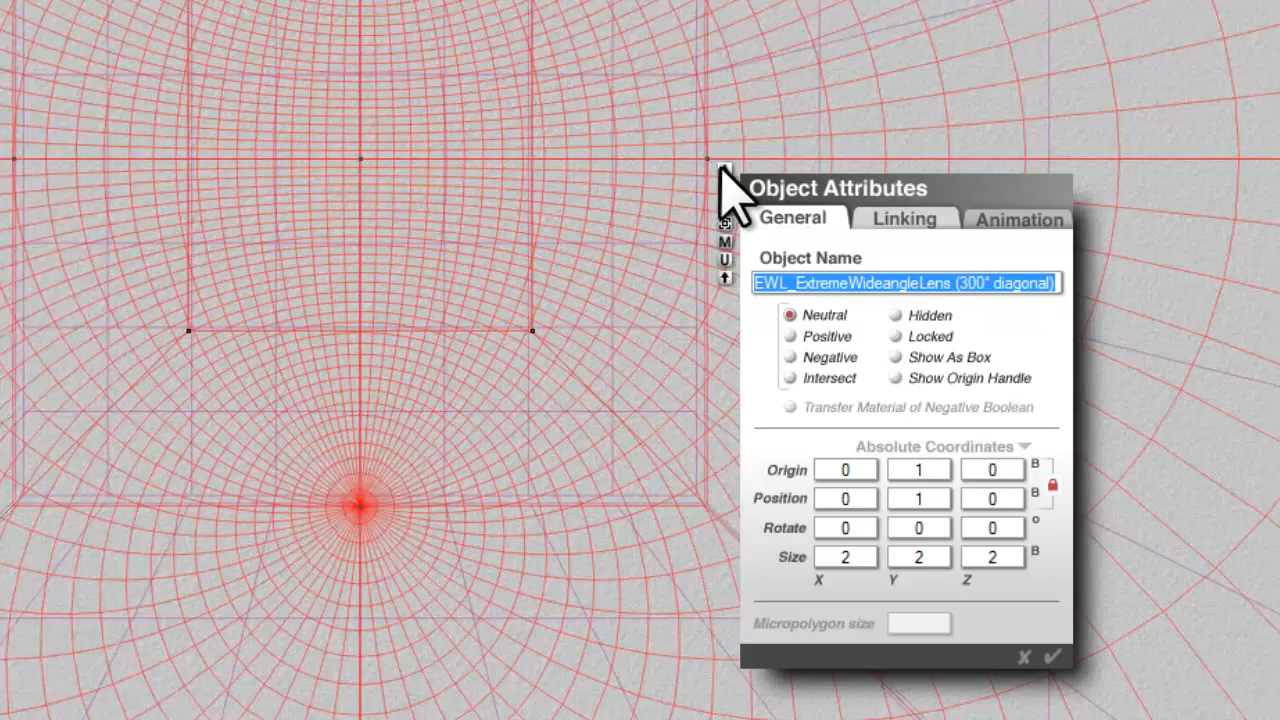 Object Attributes
General Linking Animation
Object Name
EWL_ExtremeWideangleLens (300° diagonal)
Neutral Hidden
Positive Locked
Negative Show As Box
Intersect Show Origin Handle
Transfer Material of Negative Boolean
Absolute Coordinates
Origin 0 1 0 B
Position 0 1 0 B
Rotate 0 0 0 °
Size 2 2 2 B
X Y Z
Micropolygon size
M
U